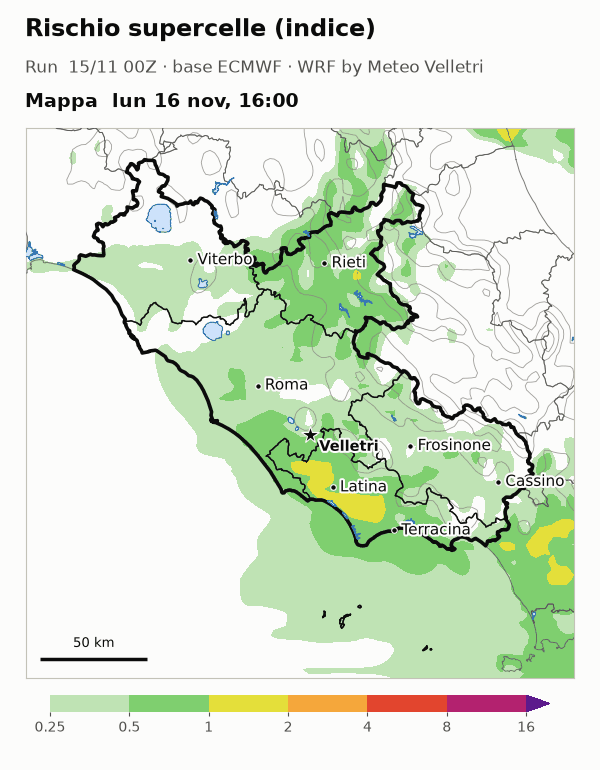 Rischio supercelle (indice)
Run  15/11 00Z · base ECMWF · WRF by Meteo Velletri
Mappa  lun 16 nov, 16:00
Viterbo
Rieti
Roma
Velletri
Frosinone
Cassino
Latina
Terracina
50 km
0.25 0.5 1 2 4 8 16